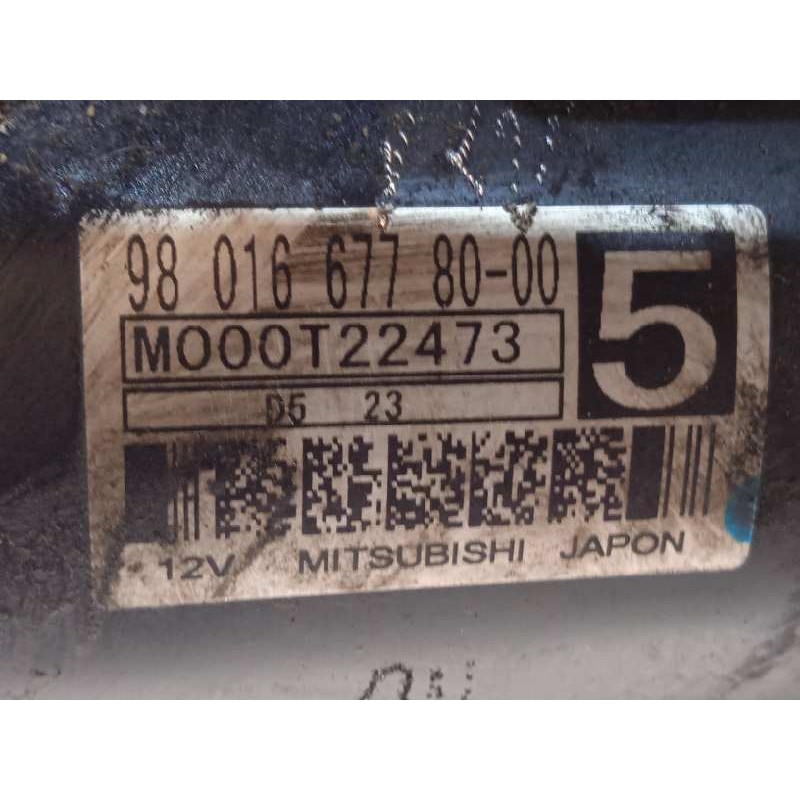 98 016 677 80-00
5
M000T22473
D5 23
12V MITSUBISHI JAPON